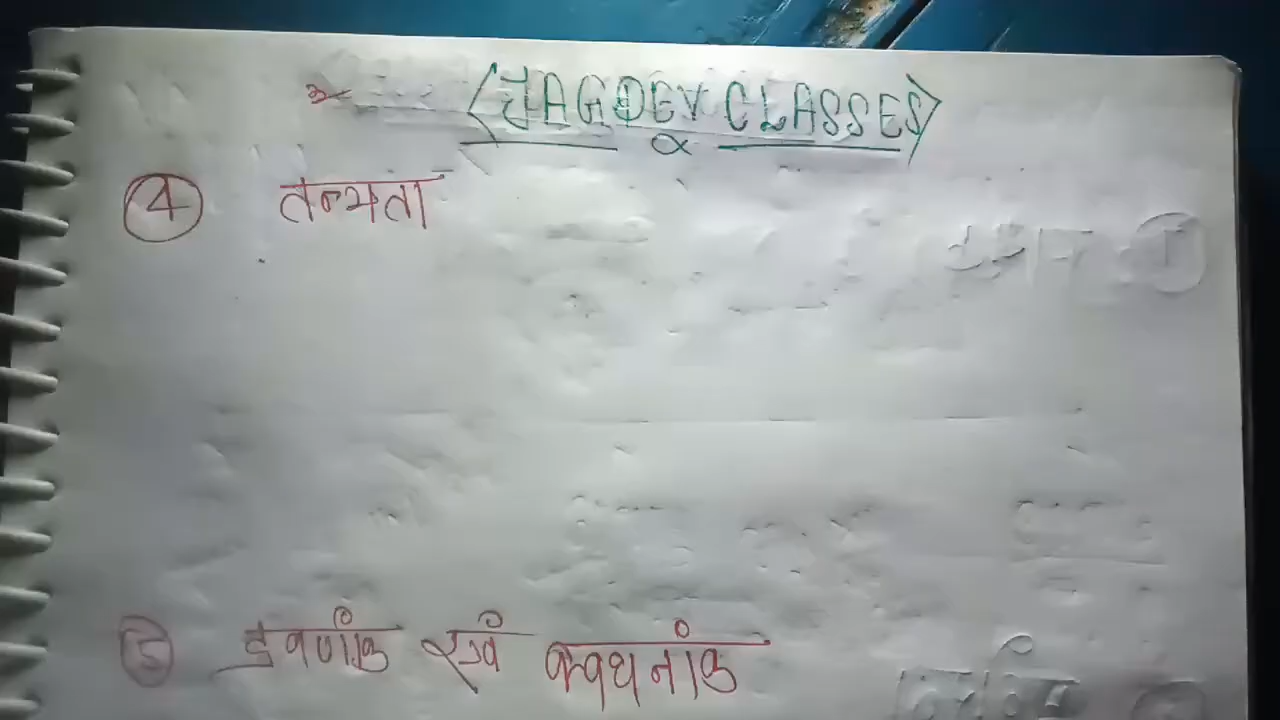 JAGDEV CLASSES
④ तन्यता
⑤ द्रवणांक एवं क्वथनांक